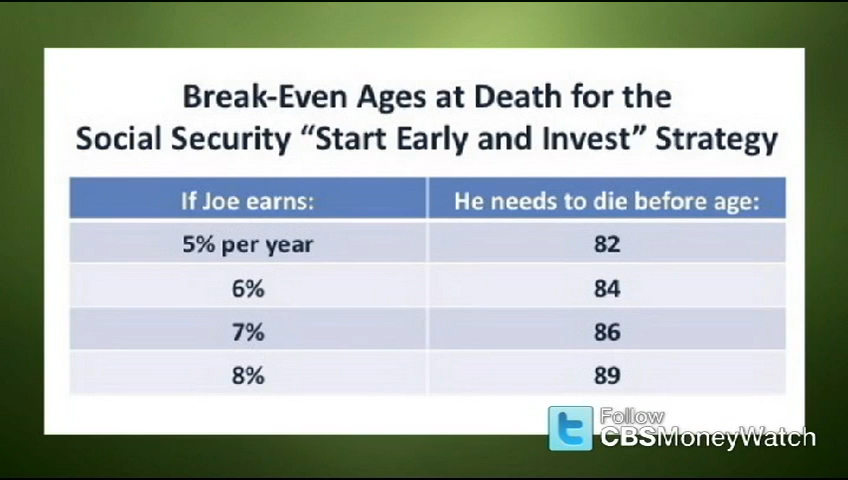 Break-Even Ages at Death for the
Social Security “Start Early and Invest” Strategy
If Joe earns: He needs to die before age:
5% per year 82
6% 84
7% 86
8% 89
Follow
CBSMoneyWatch